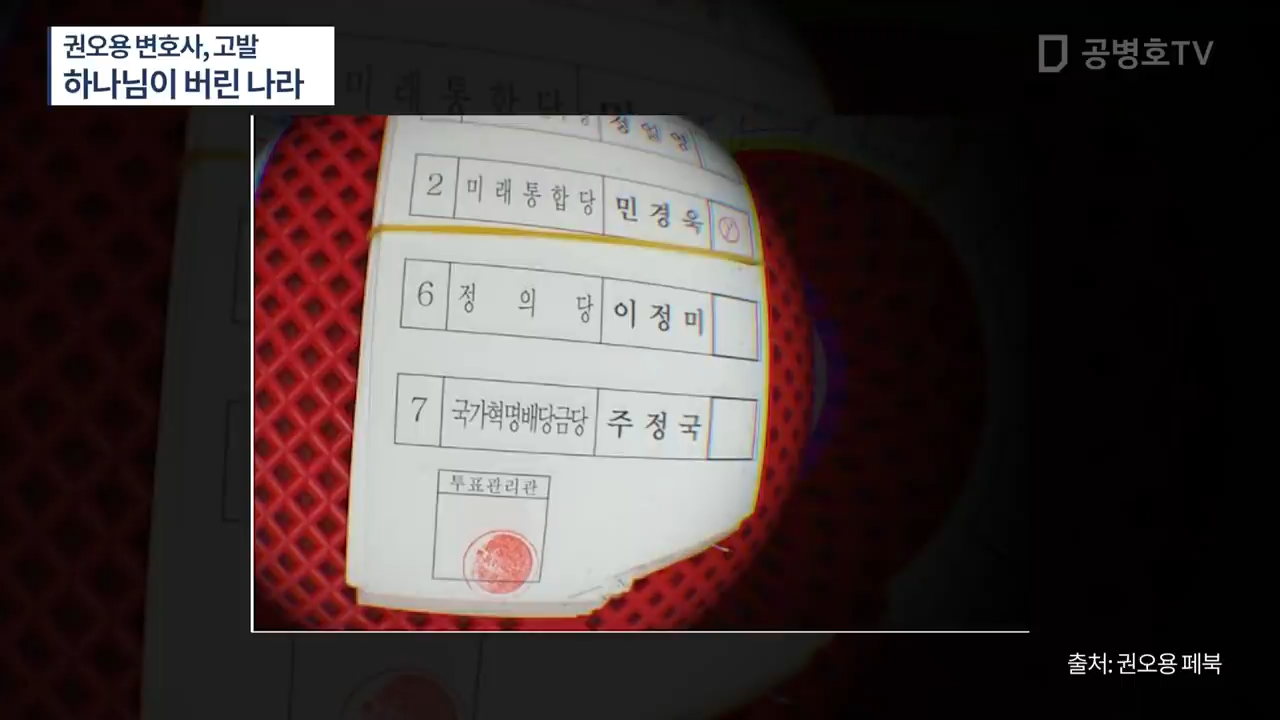 권오용 변호사, 고발
하나님이 버린 나라
공병호TV
2 미래통합당 민경욱
6 정의당 이정미
7 국가혁명배당금당 주정국
투표관리관
출처: 권오용 페북